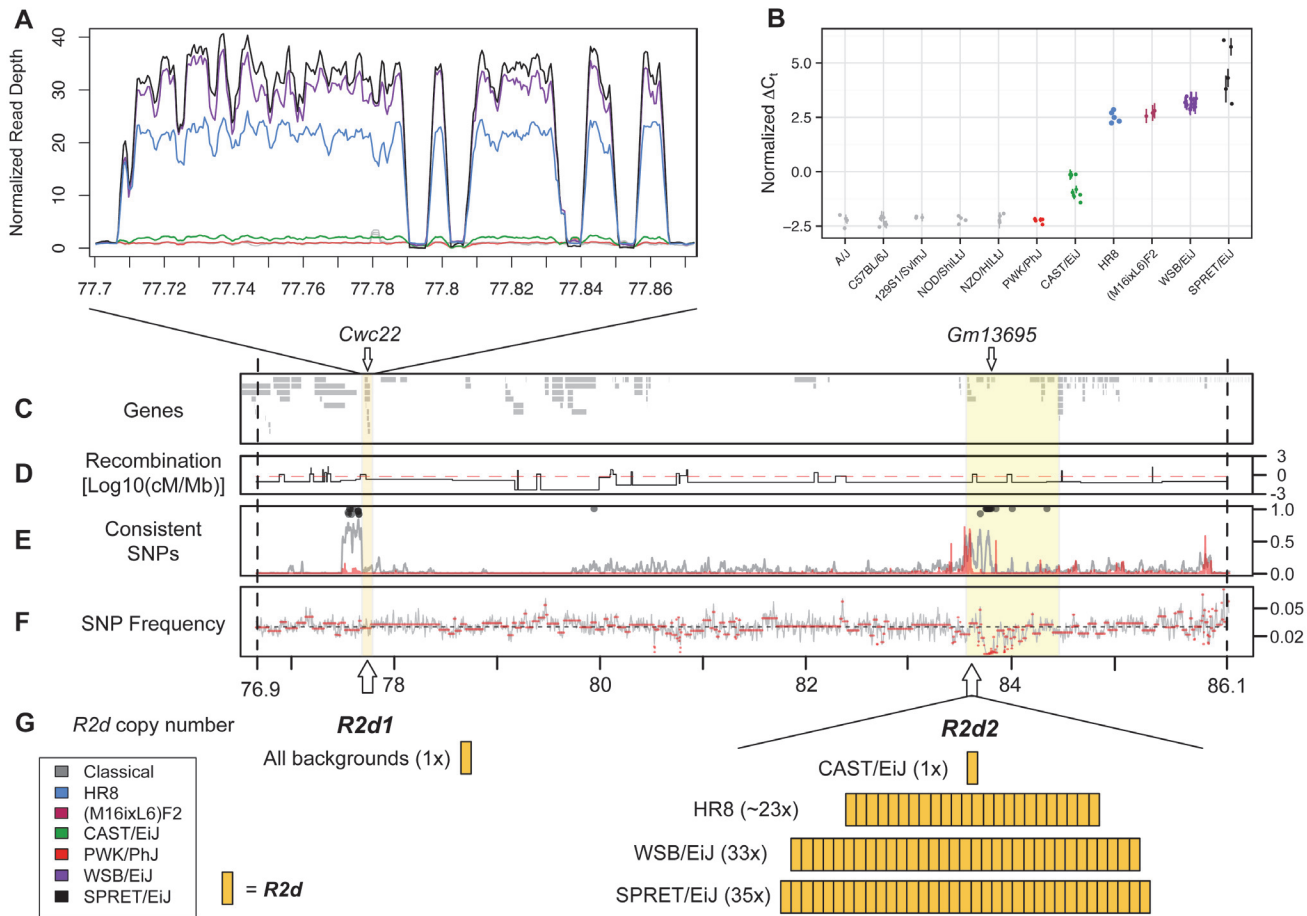 A
Normalized Read Depth
40
30
20
10
0
77.7
77.72
77.74
77.76
77.78
77.8
77.82
77.84
77.86
B
Normalized ΔCt
5.0
2.5
0.0
−2.5
A/J
C57BL/6J
129S1/SvImJ
NOD/ShiLtJ
NZO/HILtJ
PWK/PhJ
CAST/EiJ
HR8
(M16ixL6)F2
WSB/EiJ
SPRET/EiJ
Cwc22
Gm13695
C
Genes
D
Recombination
[Log10(cM/Mb)]
3
0
-3
E
Consistent
SNPs
1.0
0.5
0.0
F
SNP Frequency
0.05
0.02
76.9
78
80
82
84
86.1
G
R2d copy number
R2d1
R2d2
All backgrounds (1x)
CAST/EiJ (1x)
HR8 (~23x)
WSB/EiJ (33x)
SPRET/EiJ (35x)
Classical
HR8
(M16ixL6)F2
CAST/EiJ
PWK/PhJ
WSB/EiJ
SPRET/EiJ
= R2d